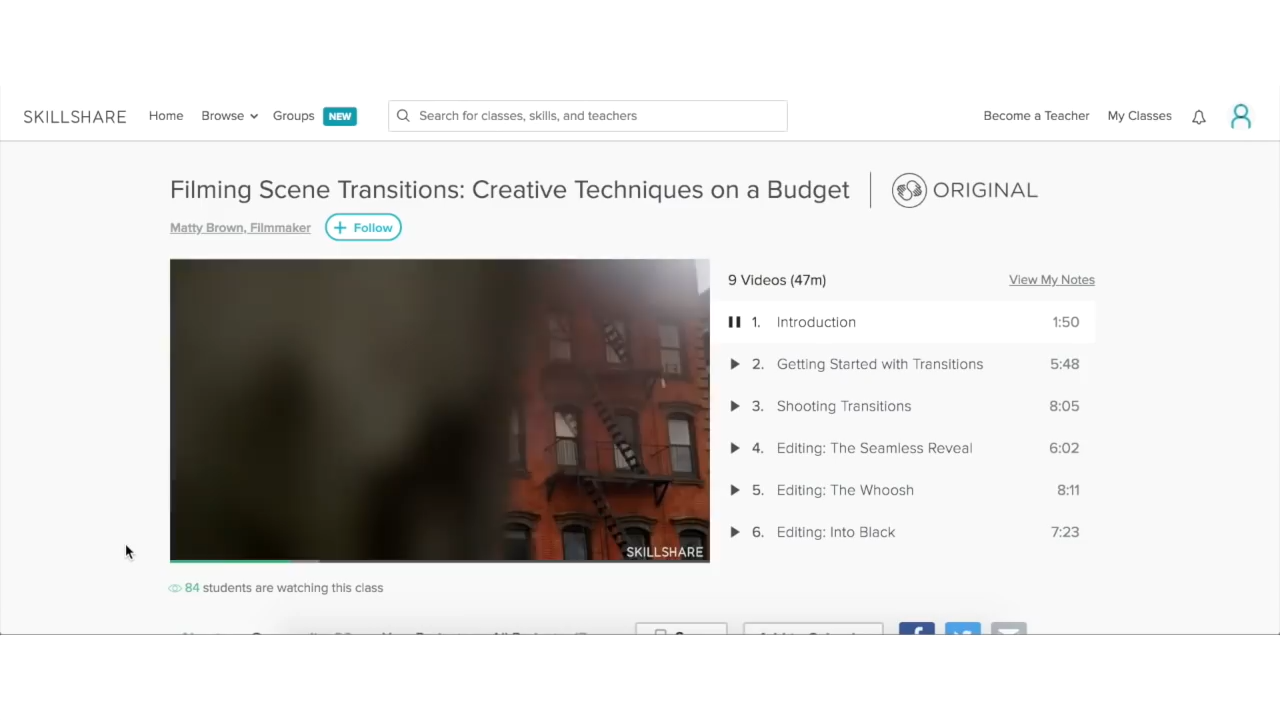 SKILLSHARE Home Browse Groups NEW Search for classes, skills, and teachers Become a Teacher My Classes
Filming Scene Transitions: Creative Techniques on a Budget ORIGINAL
Matty Brown, Filmmaker + Follow
9 Videos (47m) View My Notes
1. Introduction 1:50
2. Getting Started with Transitions 5:48
3. Shooting Transitions 8:05
4. Editing: The Seamless Reveal 6:02
5. Editing: The Whoosh 8:11
6. Editing: Into Black 7:23
SKILLSHARE
84 students are watching this class